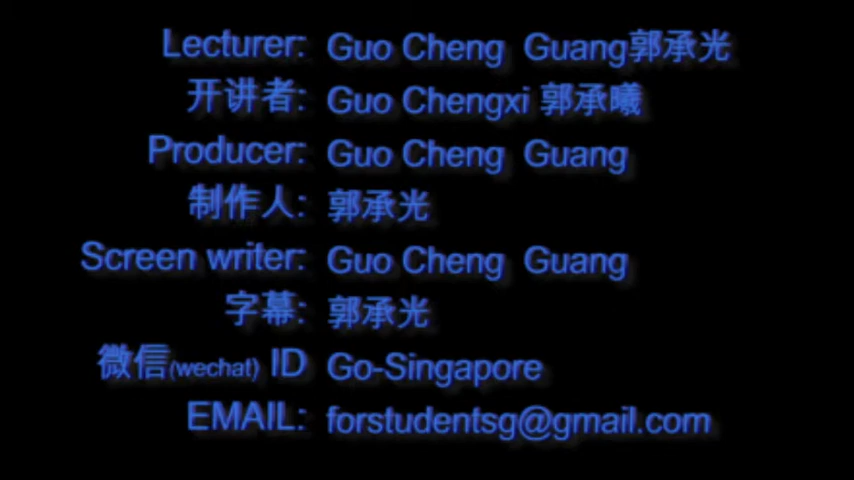 Lecturer: Guo Cheng Guang郭承光
开讲者: Guo Chengxi 郭承曦
Producer: Guo Cheng Guang
制作人: 郭承光
Screen writer: Guo Cheng Guang
字幕: 郭承光
微信(wechat) ID Go-Singapore
EMAIL: forstudentsg@gmail.com